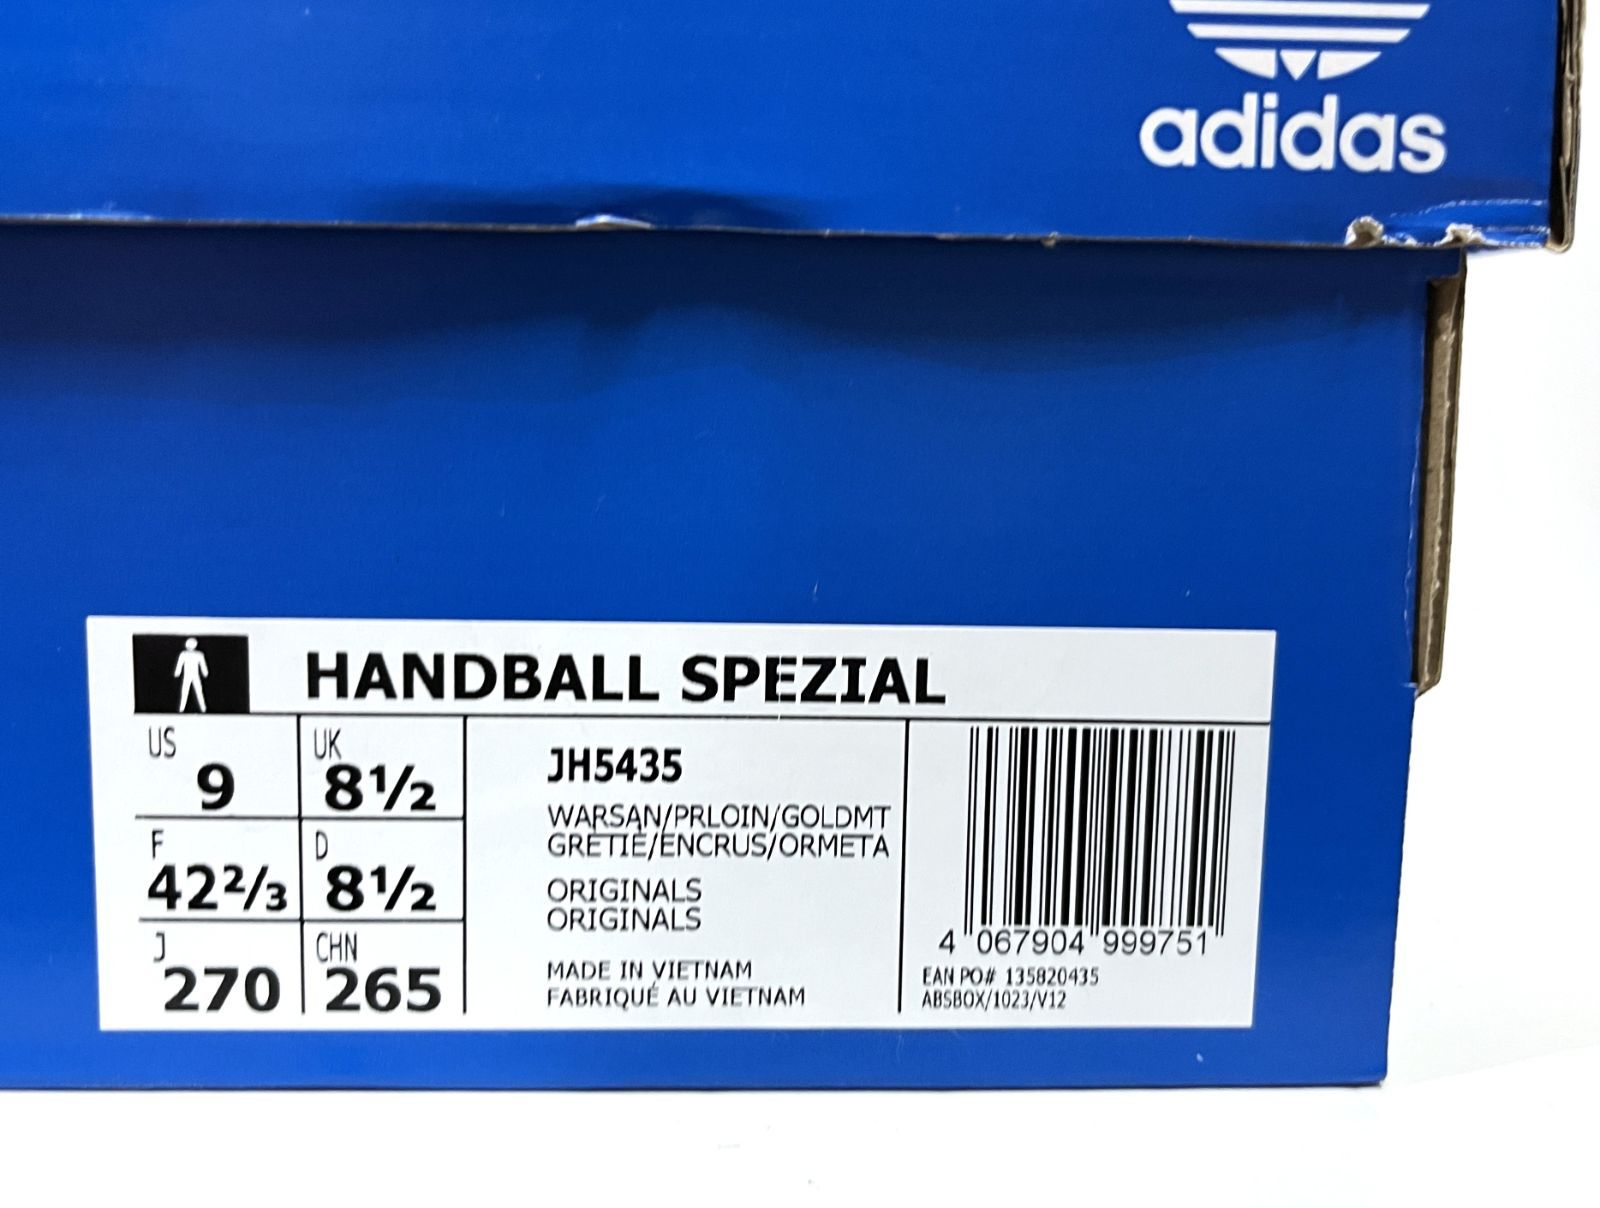 adidas
HANDBALL SPEZIAL
US
9
UK
8½
F
42⅔
D
8½
J
270
CHN
265
JH5435
WARSAN/PRLOIN/GOLDMT
GRETIÉ/ENCRUS/ORMETA
ORIGINALS
ORIGINALS
MADE IN VIETNAM
FABRIQUÉ AU VIETNAM
4 067904 999751
EAN PO# 135820435
ABSBOX/1023/V12